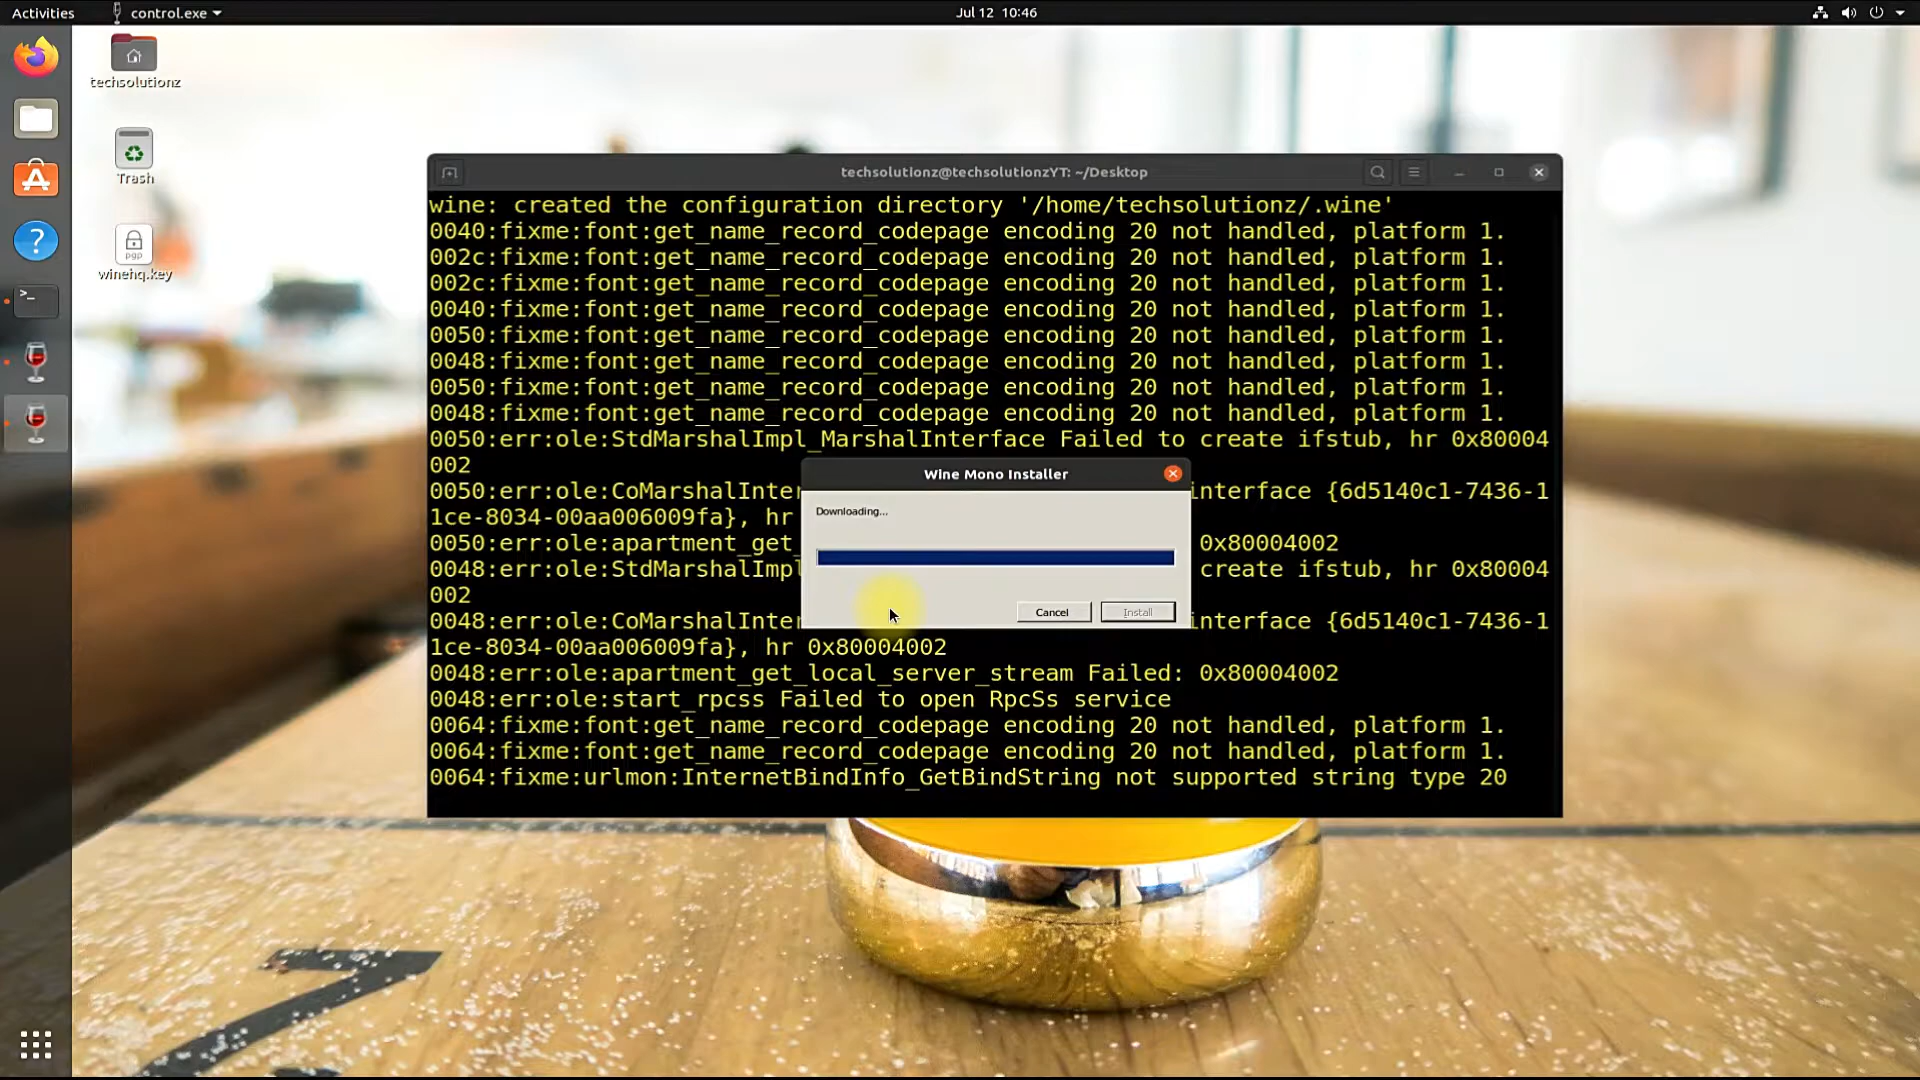 Activities
control.exe
Jul 12 10:46
techsolutionz
Trash
pgp
winehq.key
techsolutionz@techsolutionzYT: ~/Desktop
wine: created the configuration directory '/home/techsolutionz/.wine'
0040:fixme:font:get_name_record_codepage encoding 20 not handled, platform 1.
002c:fixme:font:get_name_record_codepage encoding 20 not handled, platform 1.
002c:fixme:font:get_name_record_codepage encoding 20 not handled, platform 1.
0040:fixme:font:get_name_record_codepage encoding 20 not handled, platform 1.
0050:fixme:font:get_name_record_codepage encoding 20 not handled, platform 1.
0048:fixme:font:get_name_record_codepage encoding 20 not handled, platform 1.
0050:fixme:font:get_name_record_codepage encoding 20 not handled, platform 1.
0048:fixme:font:get_name_record_codepage encoding 20 not handled, platform 1.
0050:err:ole:StdMarshalImpl_MarshalInterface Failed to create ifstub, hr 0x80004
002
0050:err:ole:CoMarshalInter interface {6d5140c1-7436-1
1ce-8034-00aa006009fa}, hr
0050:err:ole:apartment_get_ 0x80004002
0048:err:ole:StdMarshalImpl create ifstub, hr 0x80004
002
0048:err:ole:CoMarshalInter interface {6d5140c1-7436-1
1ce-8034-00aa006009fa}, hr 0x80004002
0048:err:ole:apartment_get_local_server_stream Failed: 0x80004002
0048:err:ole:start_rpcss Failed to open RpcSs service
0064:fixme:font:get_name_record_codepage encoding 20 not handled, platform 1.
0064:fixme:font:get_name_record_codepage encoding 20 not handled, platform 1.
0064:fixme:urlmon:InternetBindInfo_GetBindString not supported string type 20
Wine Mono Installer
Downloading...
Cancel
Install